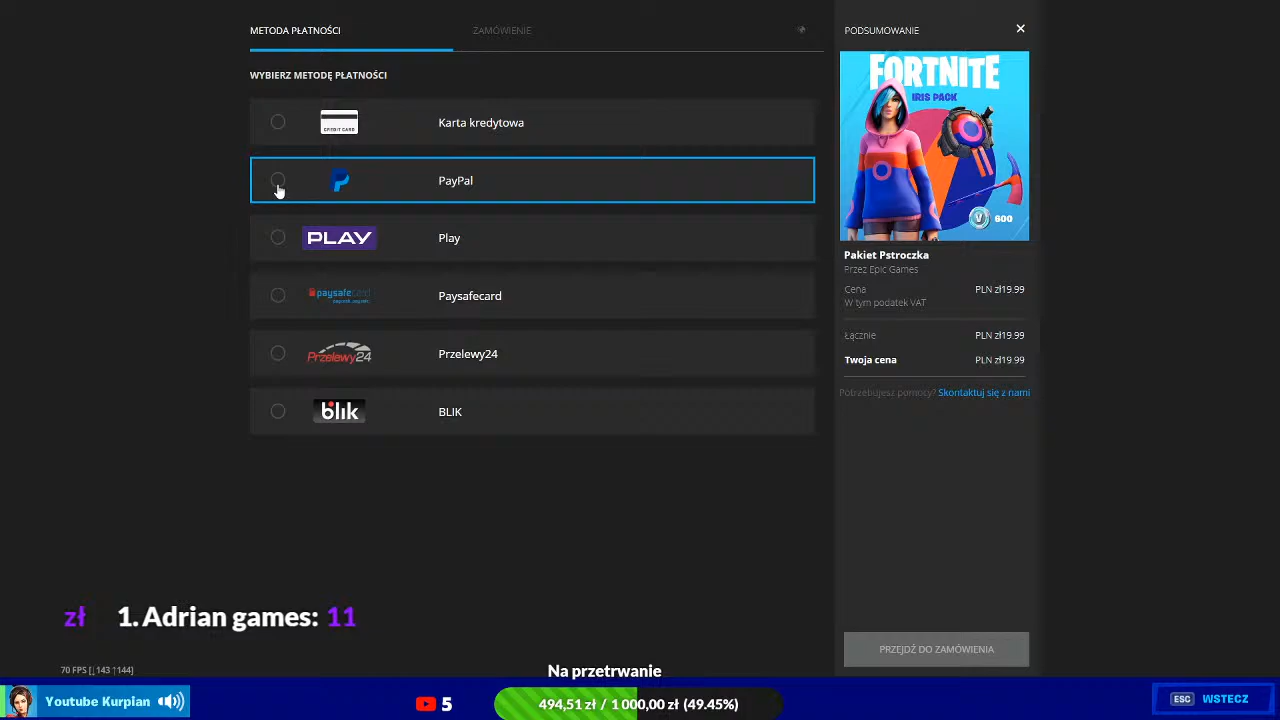 METODA PŁATNOŚCI
ZAMÓWIENIE
WYBIERZ METODĘ PŁATNOŚCI
CREDIT CARD
Karta kredytowa
PayPal
PLAY
Play
paysafecard
Paysafecard
Przelewy24
Przelewy24
blik
BLIK
PODSUMOWANIE
FORTNITE
IRIS PACK
600
Pakiet Pstroczka
Przez Epic Games
Cena PLN zł19.99
W tym podatek VAT
Łącznie PLN zł19.99
Twoja cena PLN zł19.99
Potrzebujesz pomocy? Skontaktuj się z nami
PRZEJDŹ DO ZAMÓWIENIA
zł 1. Adrian games: 11
70 FPS [↓143 ↑144]
Na przetrwanie
Youtube Kurpian
5
494,51 zł / 1 000,00 zł (49.45%)
ESC WSTECZ